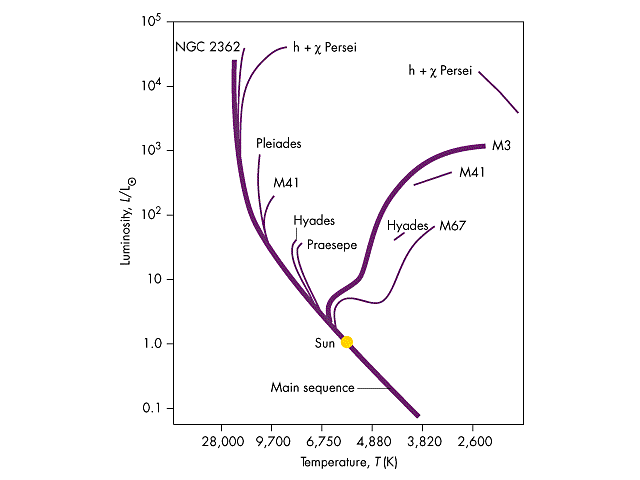 10⁵
NGC 2362
h + χ Persei
h + χ Persei
10⁴
Pleiades
10³
M3
M41
M41
10²
Hyades
Hyades
M67
Praesepe
Luminosity, L/L⊙
10
1.0
Sun
Main sequence
0.1
28,000 9,700 6,750 4,880 3,820 2,600
Temperature, T (K)